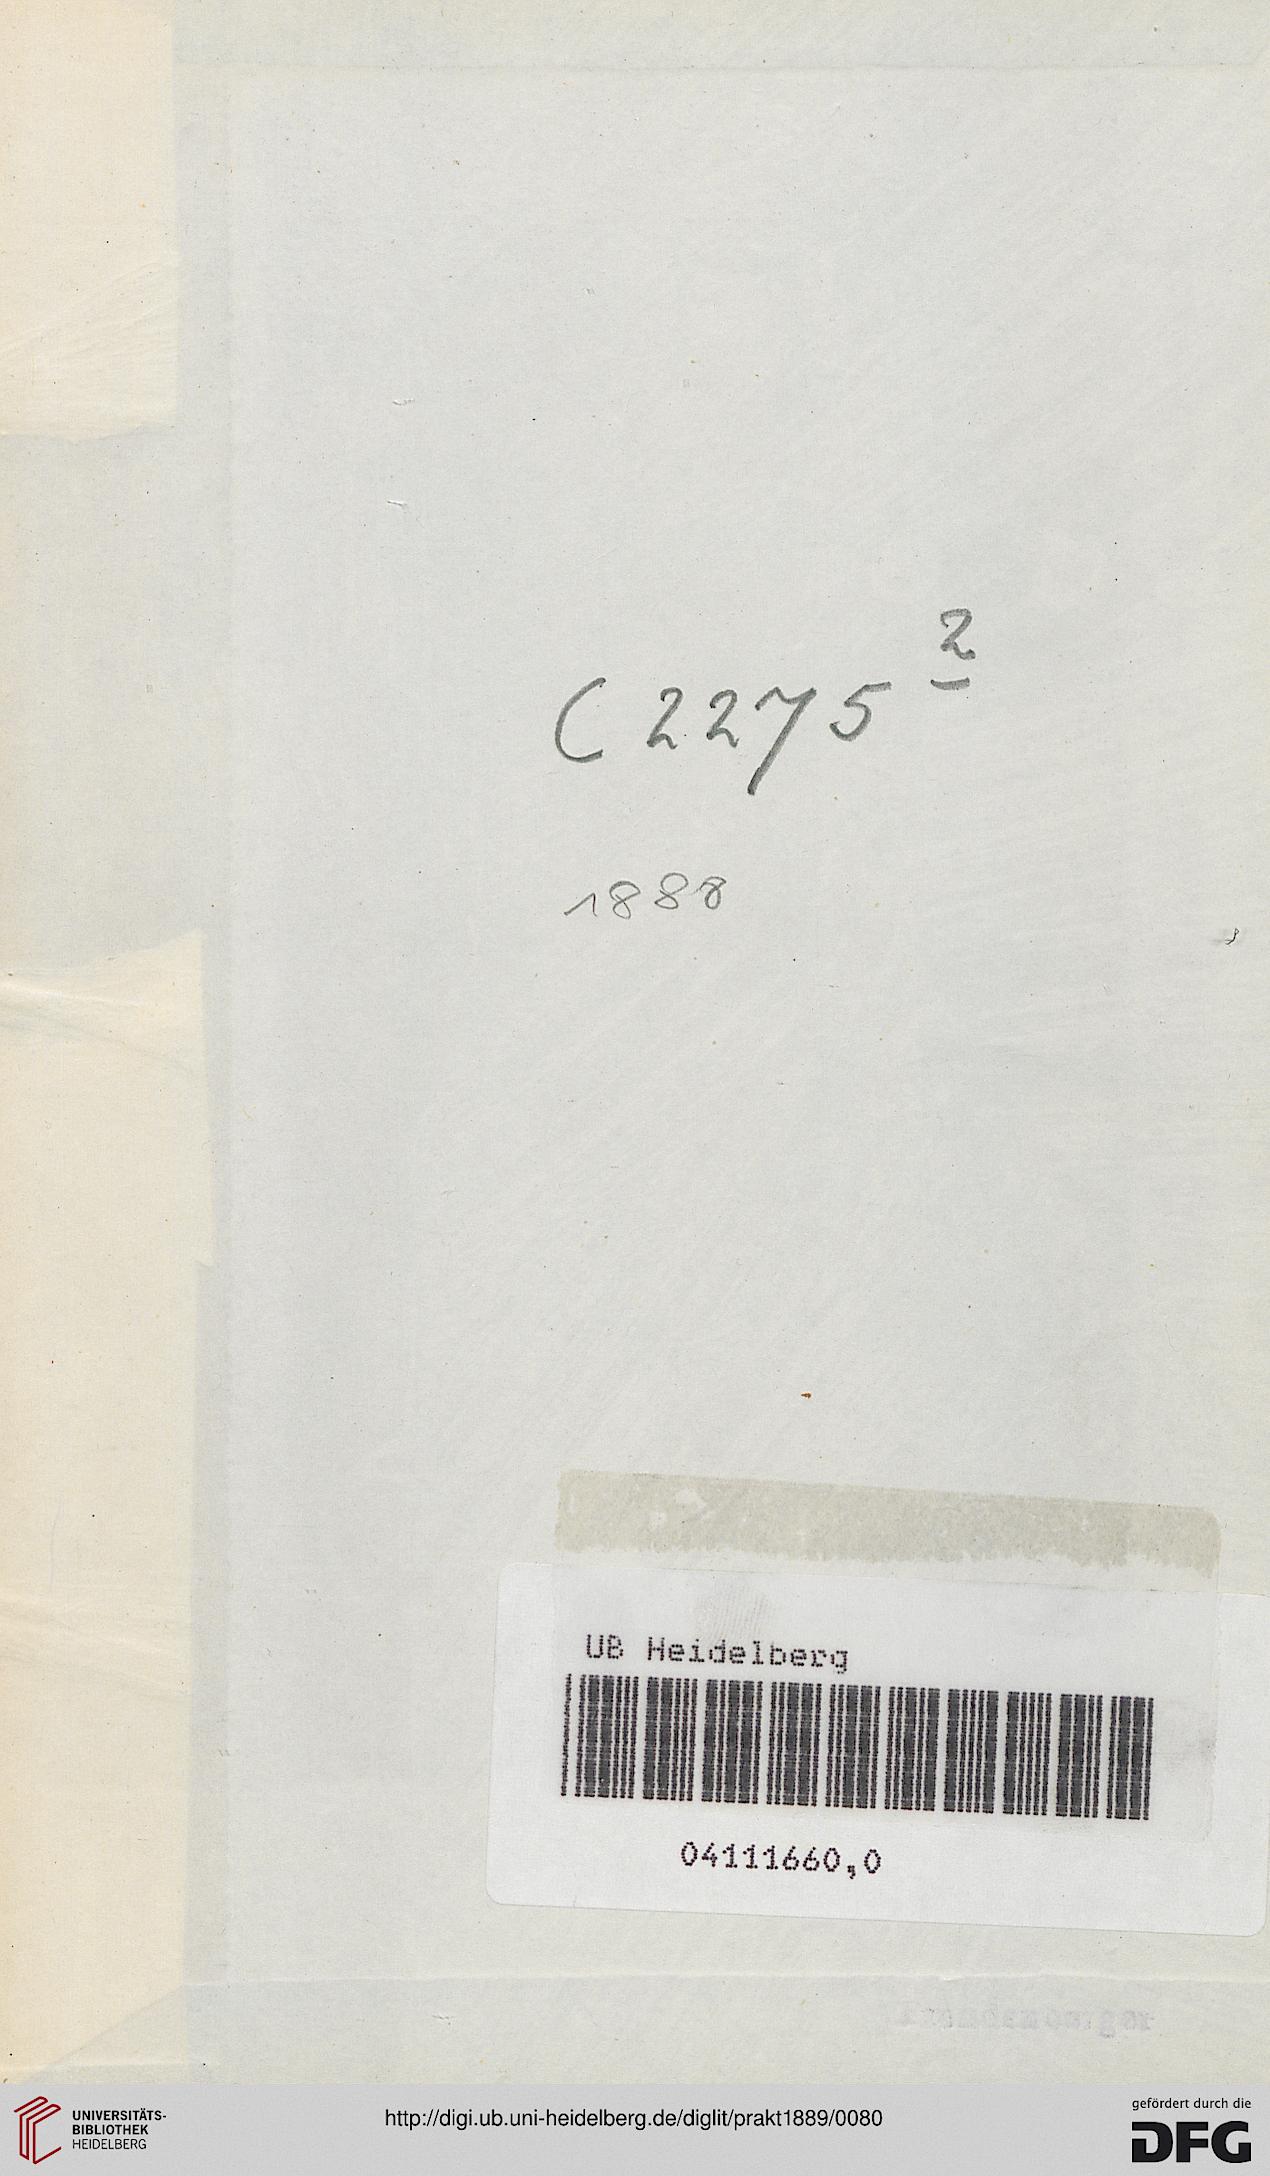 C 2275 2
1888
UB Heidelberg
04111660,0
UNIVERSITÄTS-
BIBLIOTHEK
HEIDELBERG
http://digi.ub.uni-heidelberg.de/diglit/prakt1889/0080
gefördert durch die
DFG